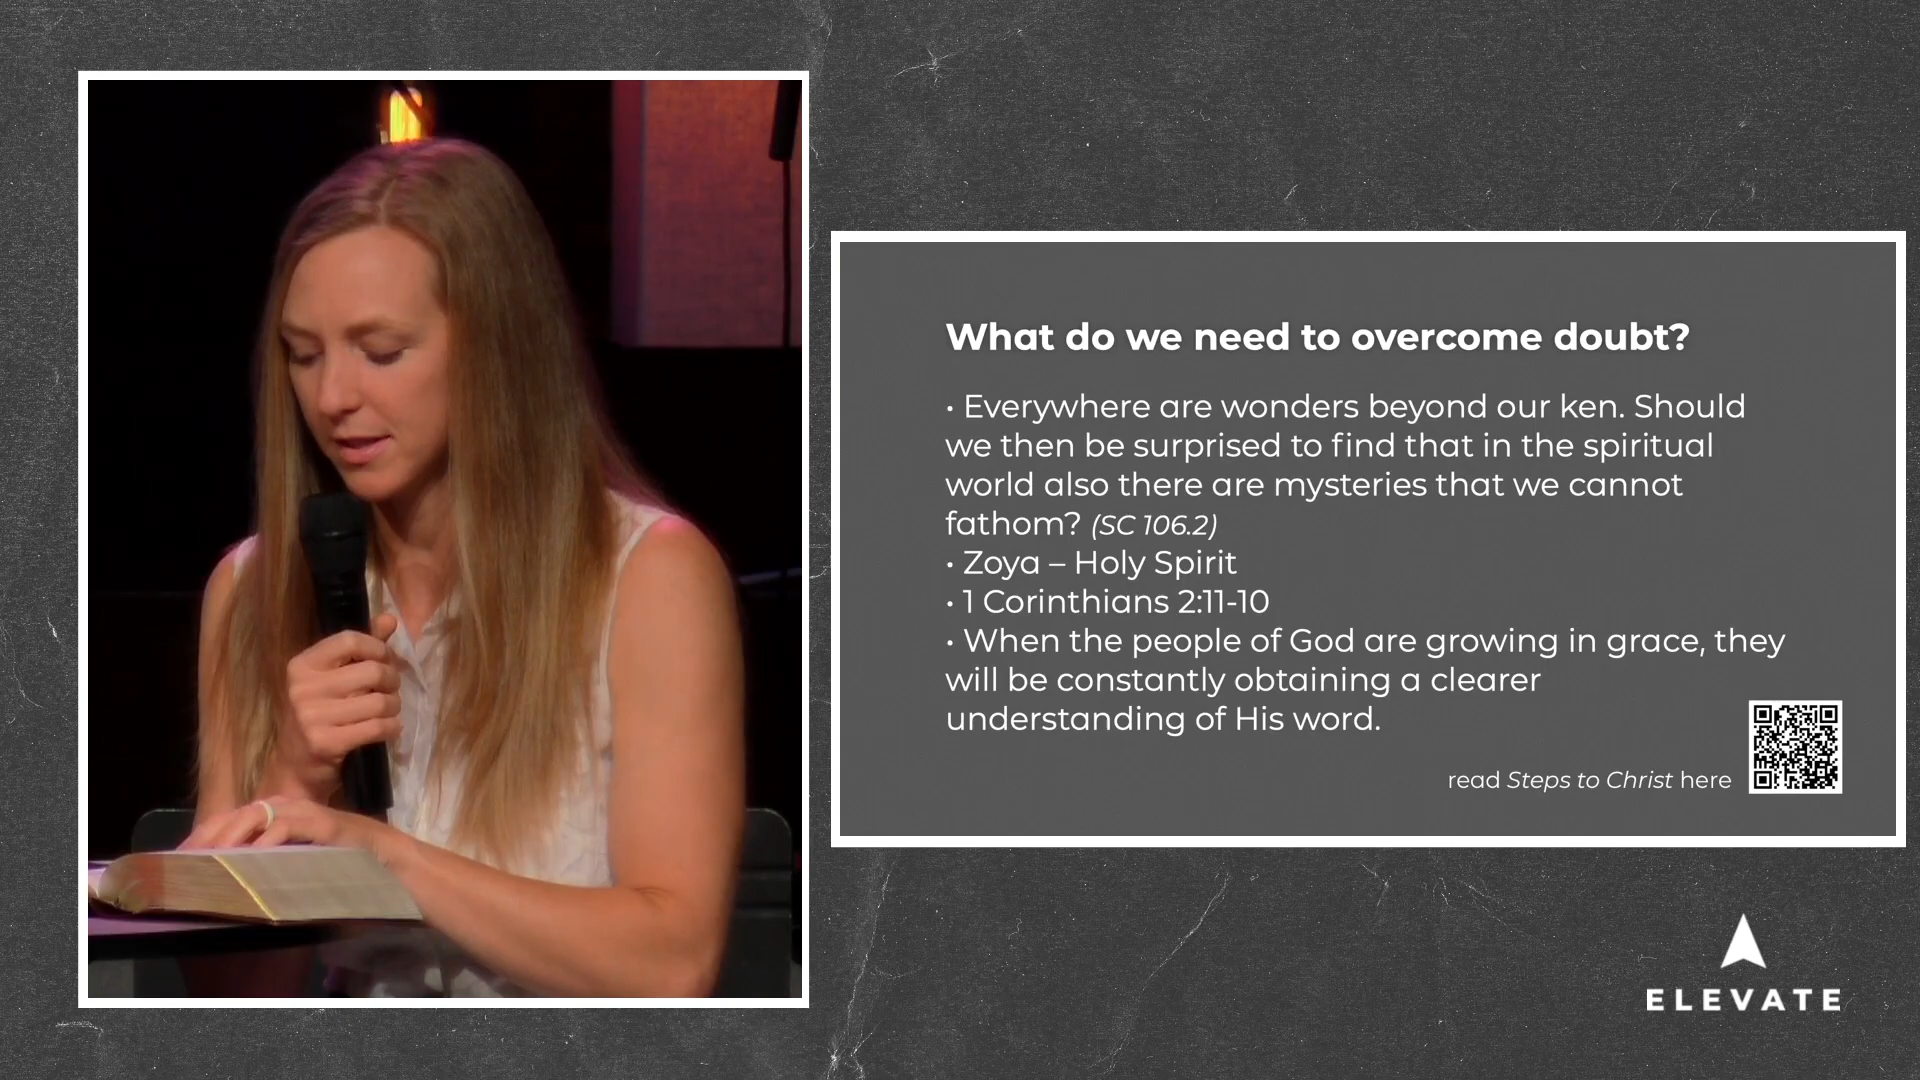 What do we need to overcome doubt?
• Everywhere are wonders beyond our ken. Should
we then be surprised to find that in the spiritual
world also there are mysteries that we cannot
fathom? (SC 106.2)
• Zoya – Holy Spirit
• 1 Corinthians 2:11-10
• When the people of God are growing in grace, they
will be constantly obtaining a clearer
understanding of His word.
read Steps to Christ here
ELEVATE